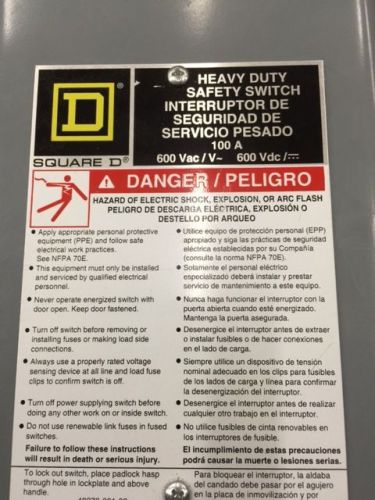 HEAVY DUTY
SAFETY SWITCH
INTERRUPTOR DE
SEGURIDAD DE
SERVICIO PESADO
100 A
600 Vac / V~ 600 Vdc / ⎓
D
SQUARE D®
⚠ DANGER / PELIGRO
HAZARD OF ELECTRIC SHOCK, EXPLOSION, OR ARC FLASH
PELIGRO DE DESCARGA ELÉCTRICA, EXPLOSIÓN O
DESTELLO POR ARQUEO
● Apply appropriate personal protective
equipment (PPE) and follow safe
electrical work practices.
See NFPA 70E.
● This equipment must only be installed
and serviced by qualified electrical
personnel.
● Never operate energized switch with
door open. Keep door fastened.
● Turn off switch before removing or
installing fuses or making load side
connections.
● Always use a properly rated voltage
sensing device at all line and load fuse
clips to confirm switch is off.
● Turn off power supplying switch before
doing any other work on or inside switch.
● Do not use renewable link fuses in fused
switches.
Failure to follow these instructions
will result in death or serious injury.
● Utilice equipo de protección personal (EPP)
apropiado y siga las prácticas de seguridad
eléctrica establecidas por su Compañía
(consulte la norma NFPA 70E).
● Solamente el personal eléctrico
especializado deberá instalar y prestar
servicio de mantenimiento a este equipo.
● Nunca haga funcionar el interruptor con la
puerta abierta cuando esté energizado.
Mantenga la puerta asegurada.
● Desenergice el interruptor antes de extraer
o instalar fusibles o de hacer conexiones
en el lado de carga.
● Siempre utilice un dispositivo de tensión
nominal adecuado en los clips para fusibles
de los lados de carga y línea para confirmar
la desenergización del interruptor.
● Desenergice el interruptor antes de realizar
cualquier otro trabajo en el interruptor.
● No utilice fusibles de cinta renovables en
los interruptores de fusible.
El incumplimiento de estas precauciones
podrá causar la muerte o lesiones serias.
To lock out switch, place padlock hasp
through hole in lockplate and above
handle.
Para bloquear el interruptor, la aldaba
del candado debe pasar por el agujero
en la placa de inmovilización y por